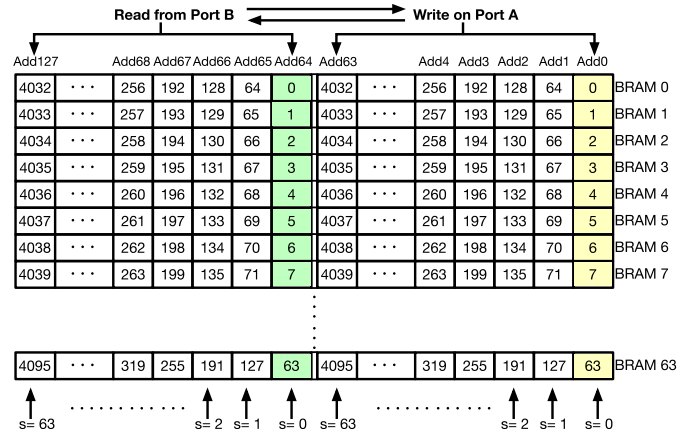 Read from Port B Write on Port A
Add127 Add68 Add67 Add66 Add65 Add64 Add63 Add4 Add3 Add2 Add1 Add0
4032 ··· 256 192 128 64 0 4032 ··· 256 192 128 64 0 BRAM 0
4033 ··· 257 193 129 65 1 4033 ··· 257 193 129 65 1 BRAM 1
4034 ··· 258 194 130 66 2 4034 ··· 258 194 130 66 2 BRAM 2
4035 ··· 259 195 131 67 3 4035 ··· 259 195 131 67 3 BRAM 3
4036 ··· 260 196 132 68 4 4036 ··· 260 196 132 68 4 BRAM 4
4037 ··· 261 197 133 69 5 4037 ··· 261 197 133 69 5 BRAM 5
4038 ··· 262 198 134 70 6 4038 ··· 262 198 134 70 6 BRAM 6
4039 ··· 263 199 135 71 7 4039 ··· 263 199 135 71 7 BRAM 7
4095 ··· 319 255 191 127 63 4095 ··· 319 255 191 127 63 BRAM 63
s= 63 s= 2 s= 1 s= 0 s= 63 s= 2 s= 1 s= 0